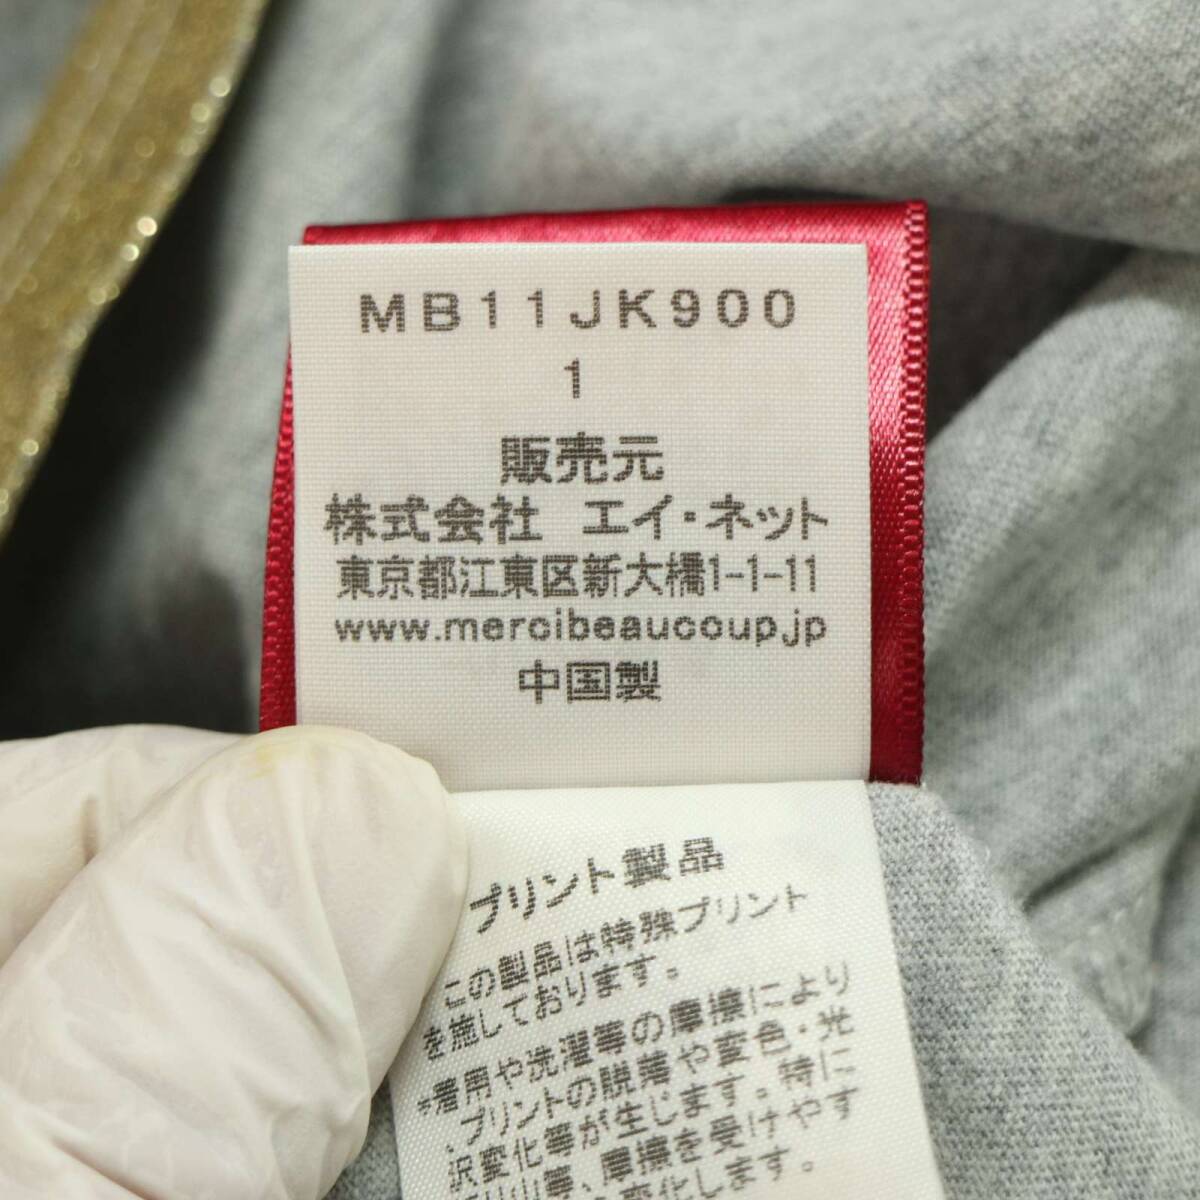 MB11JK900
1
販売元
株式会社 エイ・ネット
東京都江東区新大橋1-1-11
www.mercibeaucoup.jp
中国製
プリント製品
この製品は特殊プリント
を施しております。
*着用や洗濯等の摩擦により
プリントの脱落や変色・光
沢変化等が生じます。特に
摩擦を受けやす
変化します。